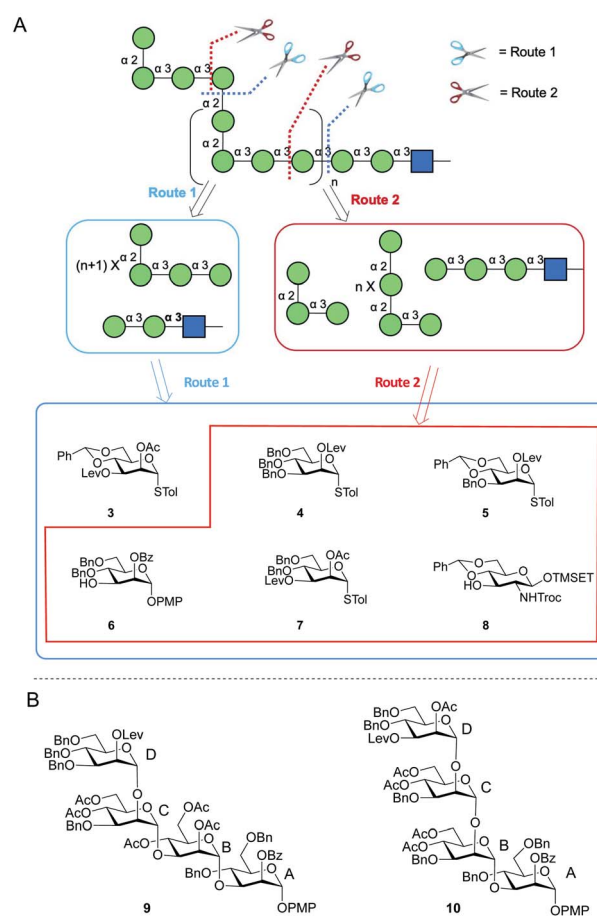 A
α 2
α 3
α 3
= Route 1
α 2
= Route 2
α 2
α 3
α 3
α 3
α 3
α 3
n
Route 1
Route 2
(n+1) X
α 2
α 3
α 3
α 3
α 3
α 2
α 3
α 2
n X
α 2
α 3
α 3
α 3
α 3
Route 1
Route 2
Ph
O
O
OAc
LevO
O
STol
3
BnO
BnO
BnO
OLev
O
STol
4
Ph
O
O
OLev
BnO
O
STol
5
BnO
BnO
HO
OBz
O
OPMP
6
BnO
BnO
LevO
OAc
O
STol
7
Ph
O
O
HO
O
OTMSET
NHTroc
8
B
BnO
BnO
BnO
OLev
O
D
O
AcO
AcO
BnO
O
C
O
OAc
OAc
AcO
O
B
O
OBn
OBz
BnO
O
A
OPMP
9
BnO
BnO
LevO
OAc
O
D
O
AcO
AcO
BnO
O
C
O
AcO
AcO
BnO
O
B
O
OBn
OBz
BnO
O
A
OPMP
10